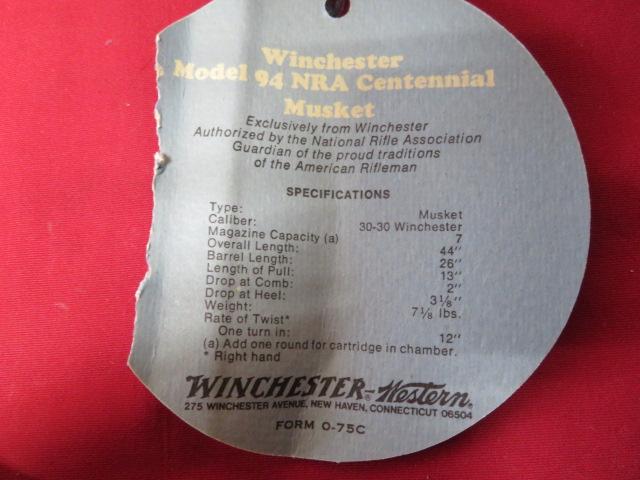 Winchester
Model 94 NRA Centennial
Musket
Exclusively from Winchester
Authorized by the National Rifle Association
Guardian of the proud traditions
of the American Rifleman
SPECIFICATIONS
Type: Musket
Caliber: 30-30 Winchester
Magazine Capacity (a) 7
Overall Length: 44"
Barrel Length: 26"
Length of Pull: 13"
Drop at Comb: 2"
Drop at Heel: 3⅛"
Weight: 7⅛ lbs.
Rate of Twist*
One turn in: 12"
(a) Add one round for cartridge in chamber.
* Right hand
WINCHESTER-Western®
275 WINCHESTER AVENUE, NEW HAVEN, CONNECTICUT 06504
FORM O-75C